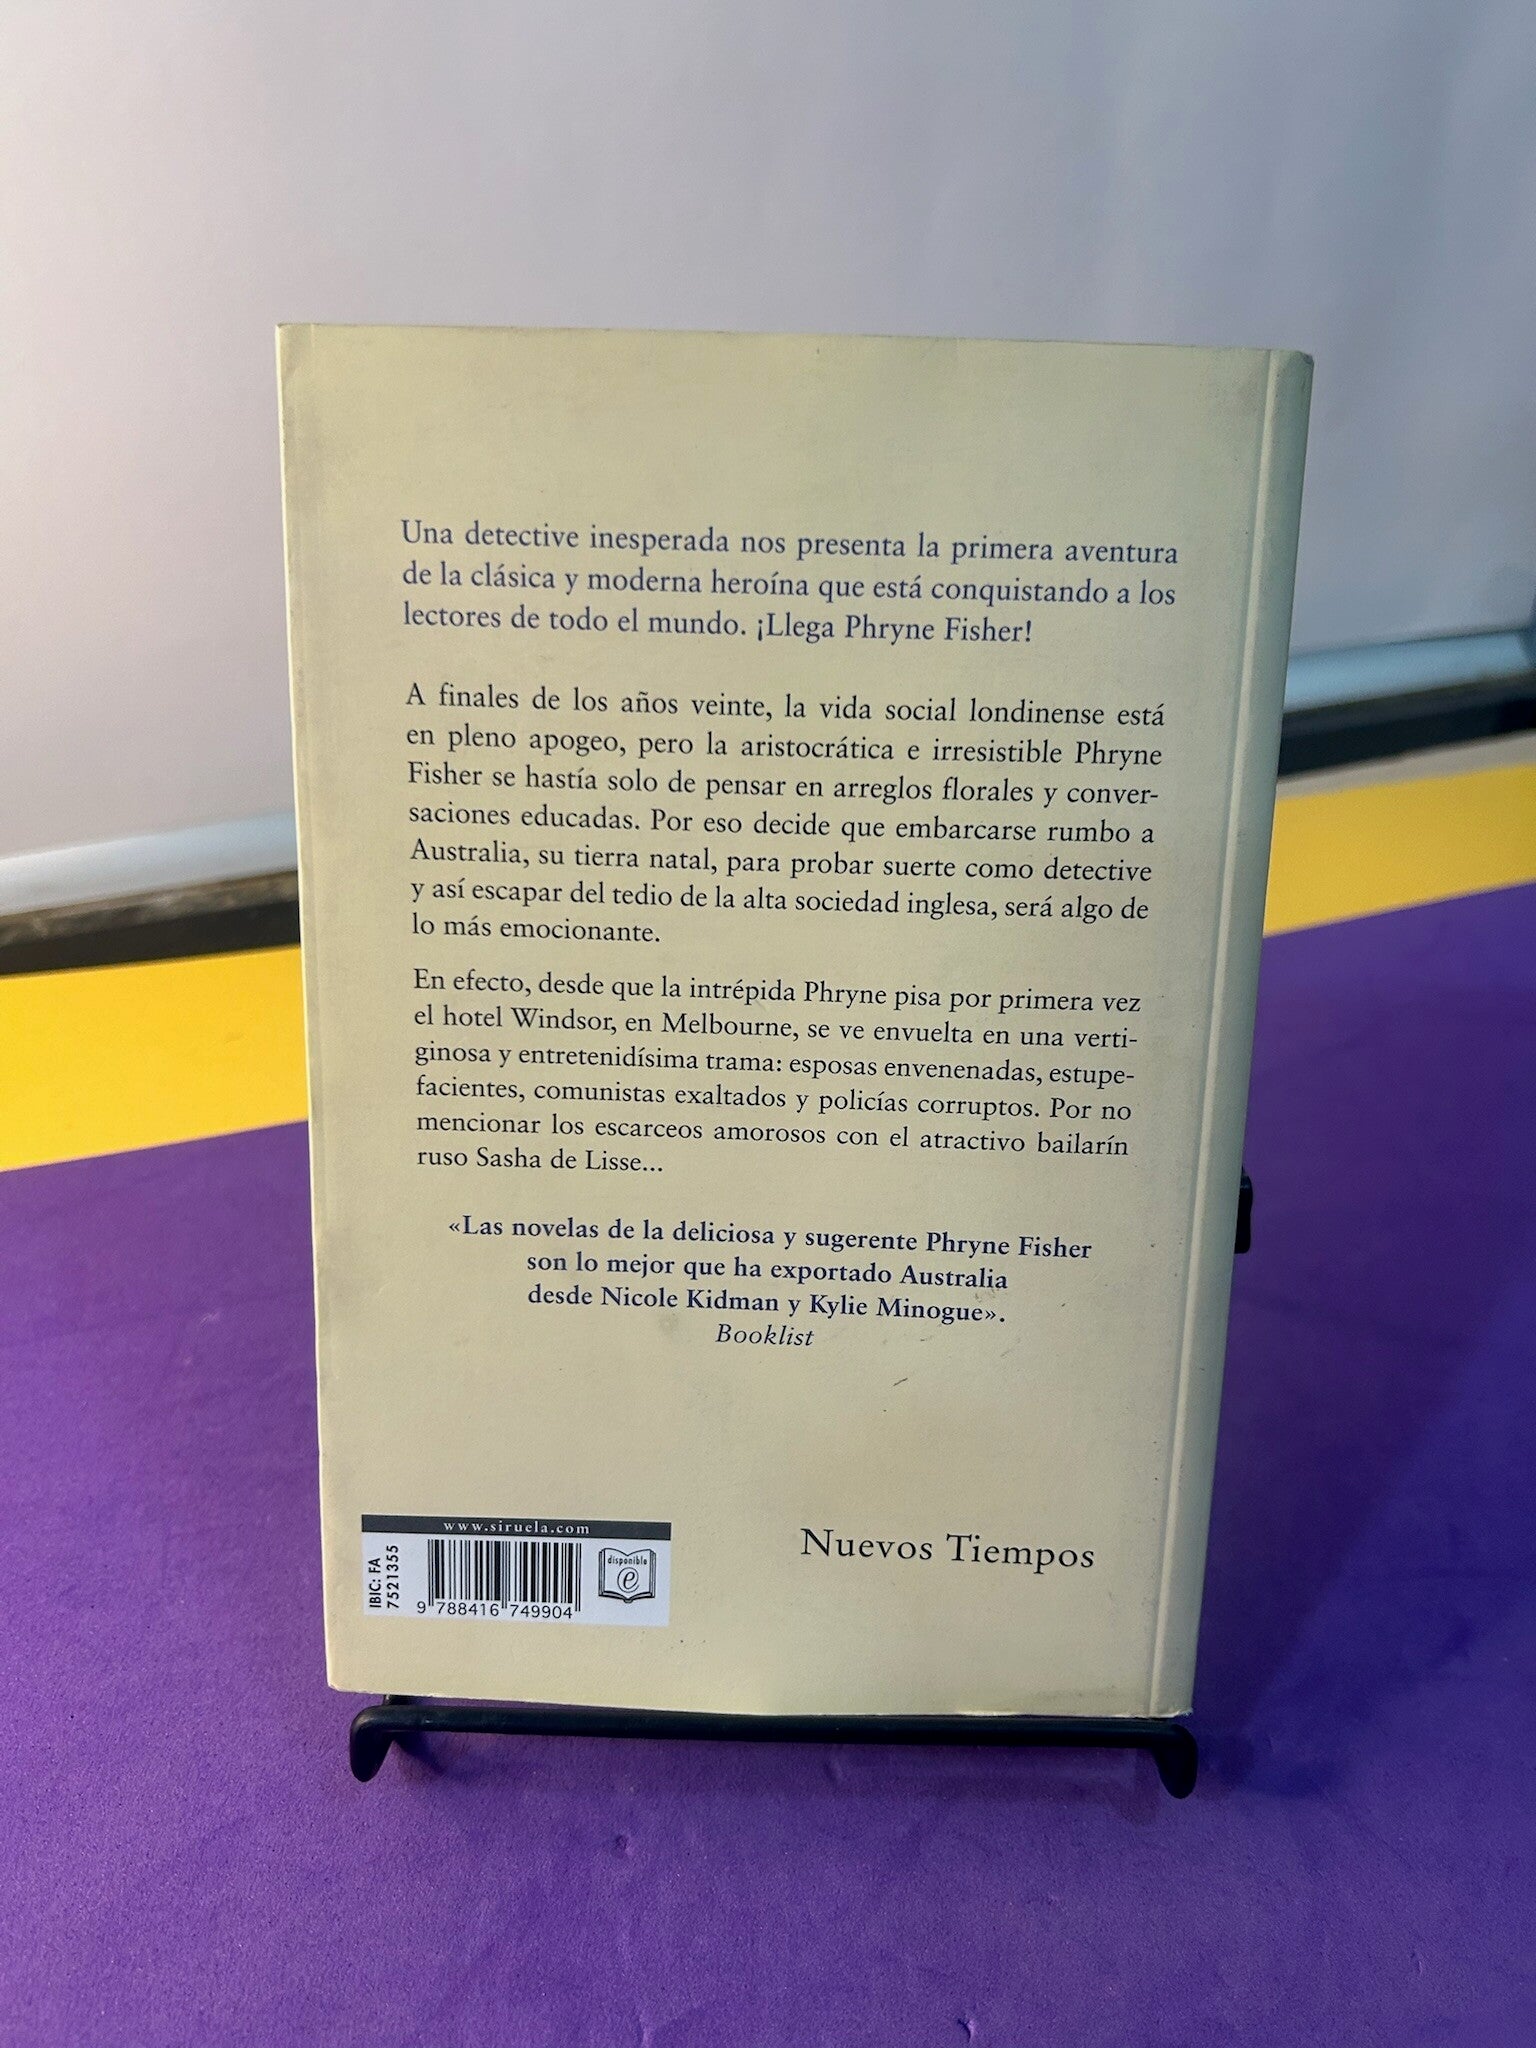 Una detective inesperada nos presenta la primera aventura
de la clásica y moderna heroína que está conquistando a los
lectores de todo el mundo. ¡Llega Phryne Fisher!
A finales de los años veinte, la vida social londinense está
en pleno apogeo, pero la aristocrática e irresistible Phryne
Fisher se hastía solo de pensar en arreglos florales y conver-
saciones educadas. Por eso decide que embarcarse rumbo a
Australia, su tierra natal, para probar suerte como detective
y así escapar del tedio de la alta sociedad inglesa, será algo de
lo más emocionante.
En efecto, desde que la intrépida Phryne pisa por primera vez
el hotel Windsor, en Melbourne, se ve envuelta en una verti-
ginosa y entretenidísima trama: esposas envenenadas, estupe-
facientes, comunistas exaltados y policías corruptos. Por no
mencionar los escarceos amorosos con el atractivo bailarín
ruso Sasha de Lisse...
«Las novelas de la deliciosa y sugerente Phryne Fisher
son lo mejor que ha exportado Australia
desde Nicole Kidman y Kylie Minogue».
Booklist
www.siruela.com
IBIC: FA
7521355
9 788416 749904
disponible
e
Nuevos Tiempos